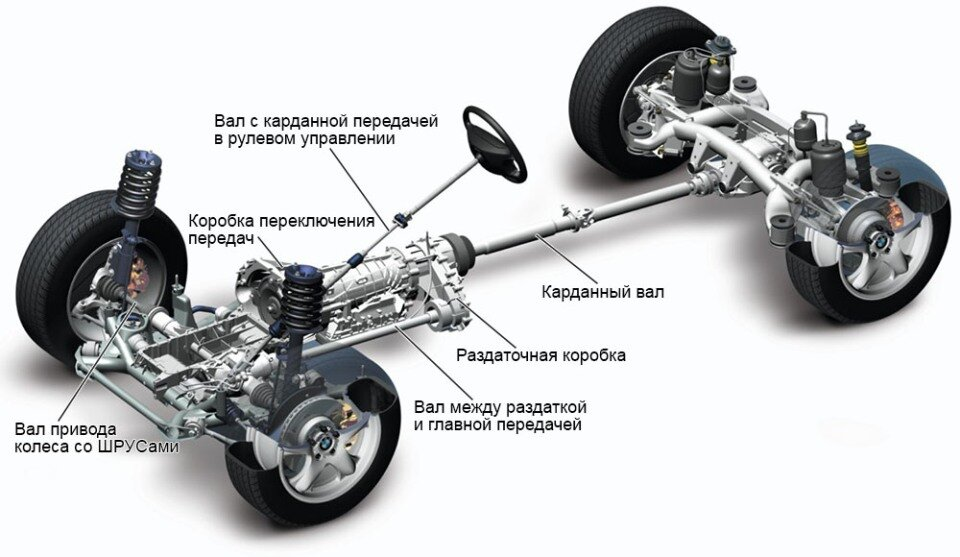 Вал с карданной передачей
в рулевом управлении
Коробка переключения
передач
Карданный вал
Раздаточная коробка
Вал между раздаткой
и главной передачей
Вал привода
колеса со ШРУСами